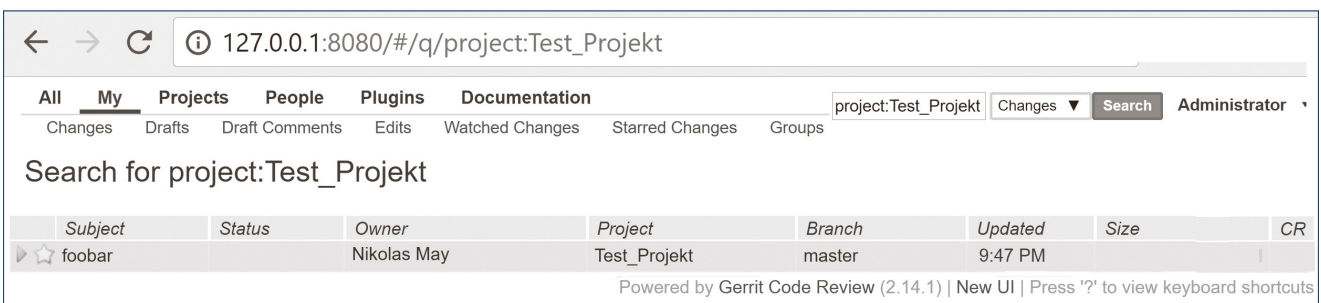 127.0.0.1:8080/#/q/project:Test_Projekt
All My Projects People Plugins Documentation
project:Test_Projekt Changes ▼ Search Administrator
Changes Drafts Draft Comments Edits Watched Changes Starred Changes Groups
Search for project:Test_Projekt
Subject Status Owner Project Branch Updated Size CR
foobar Nikolas May Test_Projekt master 9:47 PM
Powered by Gerrit Code Review (2.14.1) | New UI | Press '?' to view keyboard shortcuts